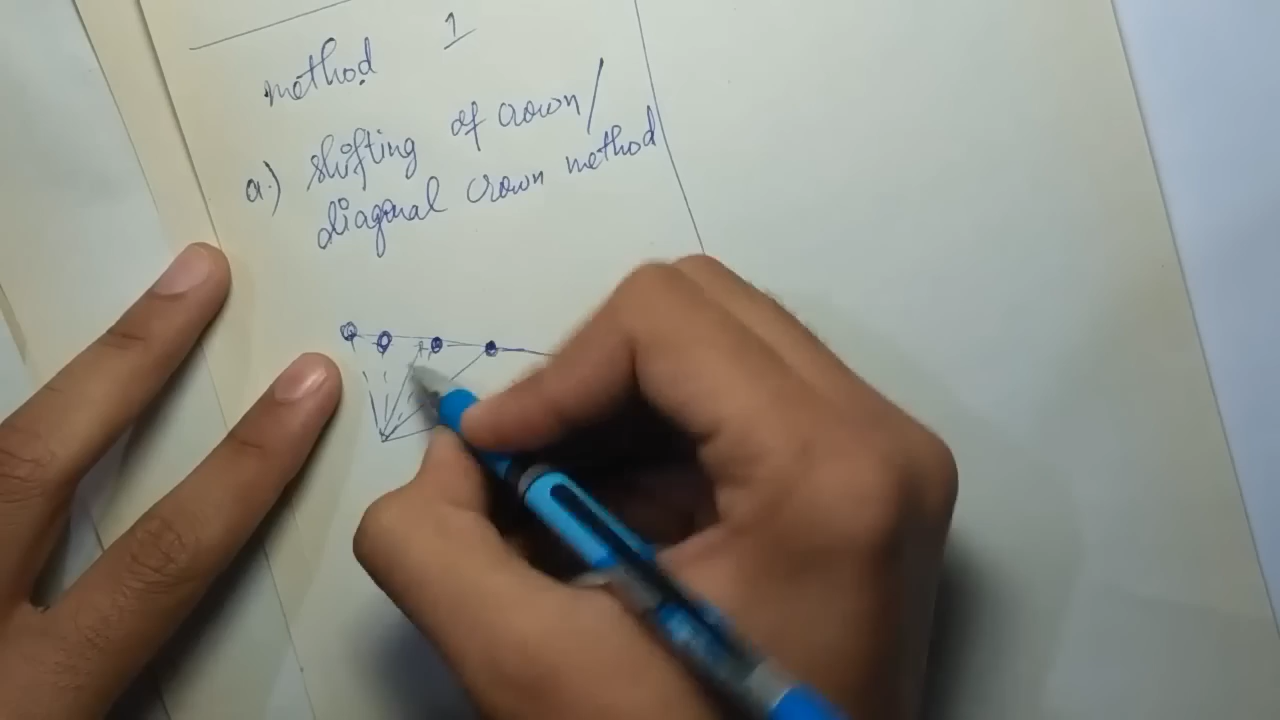 method 1
a.) shifting of crown/
diagonal crown method